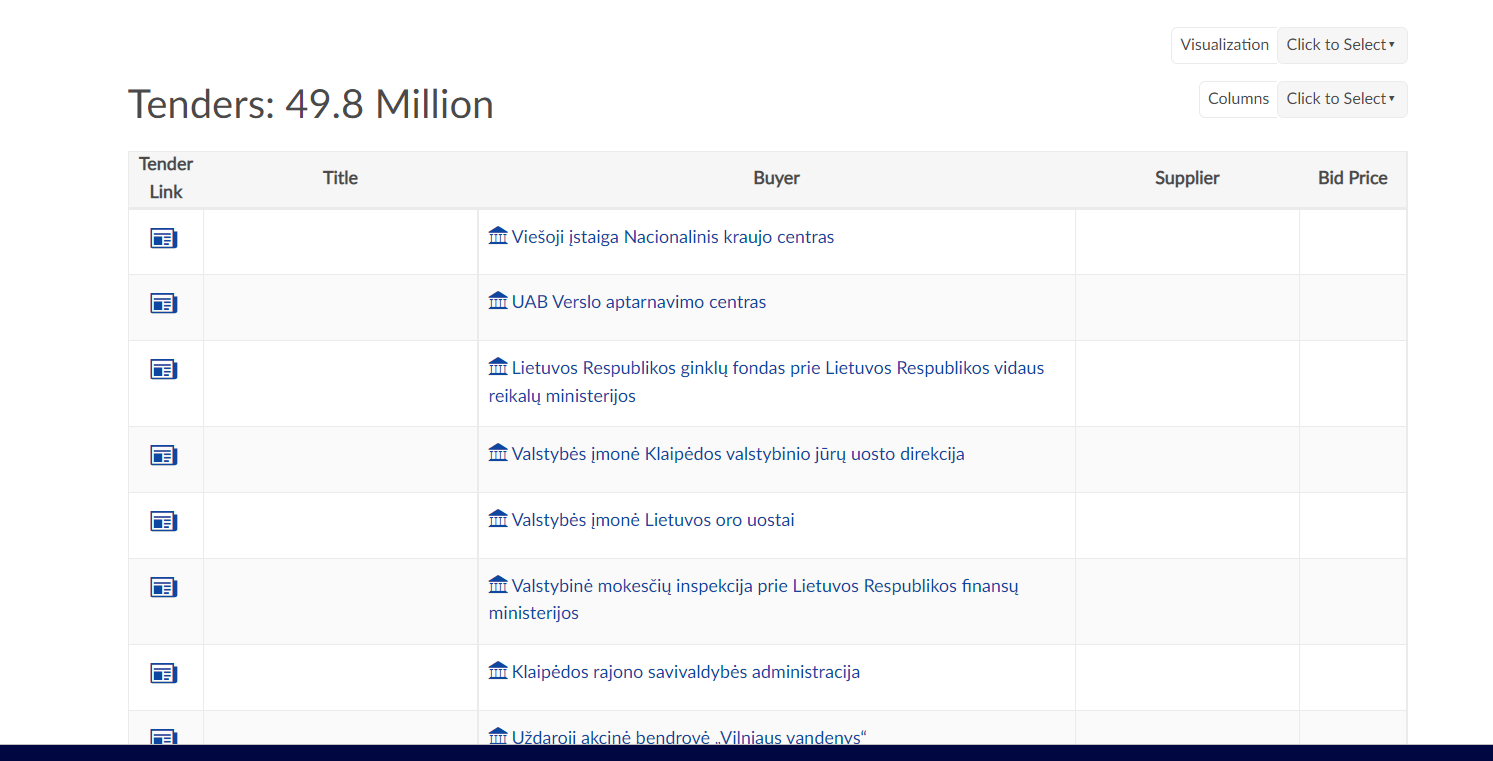 Visualization Click to Select
Tenders: 49.8 Million
Columns Click to Select
Tender Link Title Buyer Supplier Bid Price
Viešoji įstaiga Nacionalinis kraujo centras
UAB Verslo aptarnavimo centras
Lietuvos Respublikos ginklų fondas prie Lietuvos Respublikos vidaus
reikalų ministerijos
Valstybės įmonė Klaipėdos valstybinio jūrų uosto direkcija
Valstybės įmonė Lietuvos oro uostai
Valstybinė mokesčių inspekcija prie Lietuvos Respublikos finansų
ministerijos
Klaipėdos rajono savivaldybės administracija
Uždaroji akcinė bendrovė „Vilniaus vandenys“